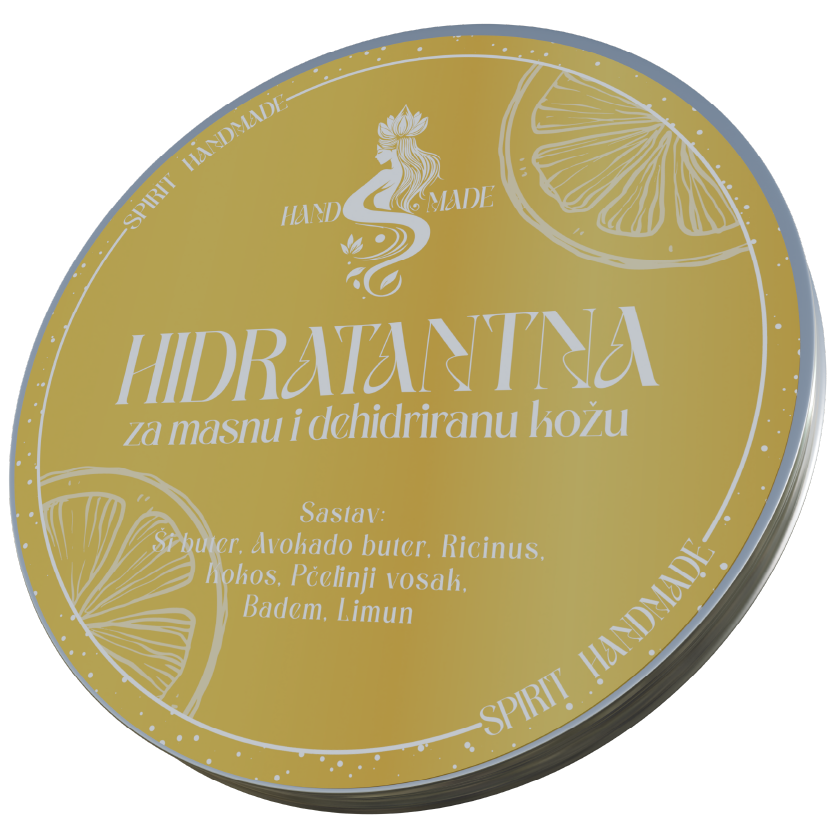 SPIRIT HANDMADE
HAND MADE
HIDRATANTNA
za masnu i dehidriranu kožu
Sastav:
Ši buter, Avokado buter, Ricinus,
Kokos, Pčelinji vosak,
Badem, Limun
SPIRIT HANDMADE